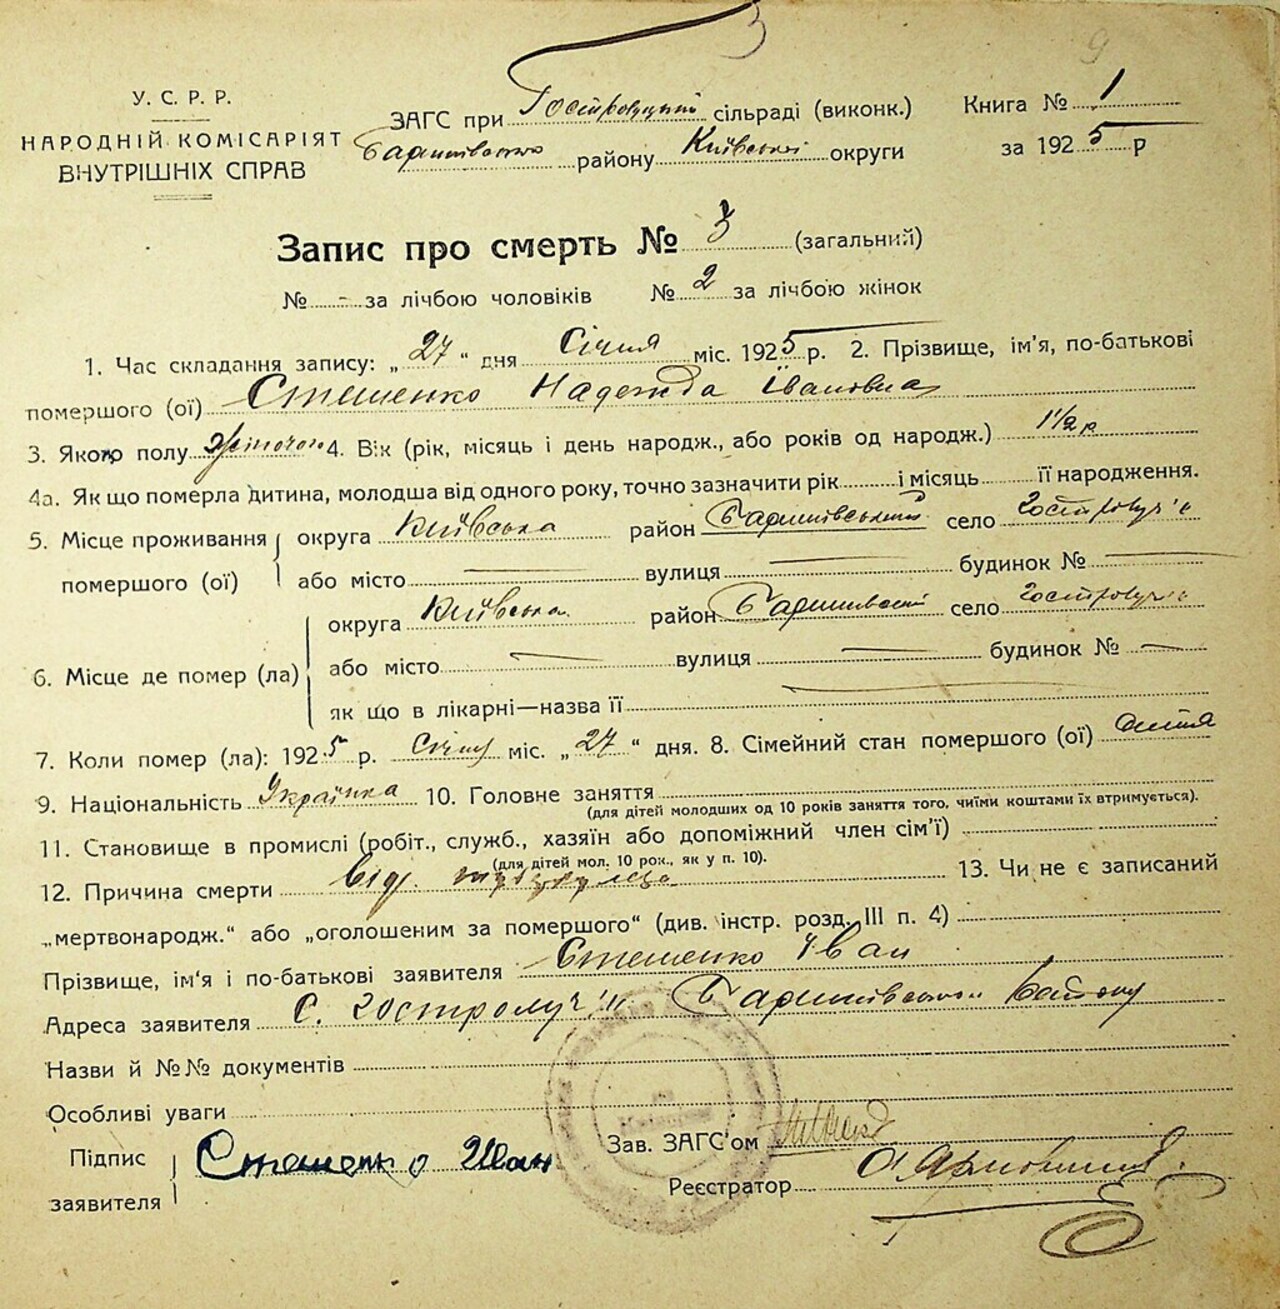 У. С. Р. Р.
НАРОДНІЙ КОМІСАРІЯТ
ВНУТРІШНІХ СПРАВ
ЗАГС при Гостролуцькій сільраді (виконк.)
Баришівського району Київської округи
Книга № 1
за 1925 р
Запис про смерть № 3 (загальний)
№ - за лічбою чоловіків № 2 за лічбою жінок
1. Час складання запису: „27“ дня Січня міс. 1925 р. 2. Прізвище, ім'я, по-батькові
помершого (ої) Стешенко Надежда Івановна
3. Якого полу жіночого 4. Вік (рік, місяць і день народж., або років од народж.) 1½ р
4а. Як що померла дитина, молодша від одного року, точно зазначити рік і місяць її народження.
5. Місце проживання помершого (ої) округа Київська район Баришівський село Гостролуччя
або місто — вулиця — будинок № —
6. Місце де помер (ла) округа Київська район Баришівський село Гостролуччя
або місто — вулиця — будинок № —
як що в лікарні—назва її —
7. Коли помер (ла): 1925 р. Січня міс. „27“ дня. 8. Сімейний стан помершого (ої) дитя
9. Національність Українка 10. Головне заняття
(для дітей молодших од 10 років заняття того, чиїми коштами їх втримується).
11. Становище в промислі (робіт., служб., хазяїн або допоміжний член сім'ї)
(для дітей мол. 10 рок., як у п. 10).
12. Причина смерти від 13. Чи не є записаний
„мертвонародж.“ або „оголошеним за помершого“ (див. інстр. розд. III п. 4)
Прізвище, ім'я і по-батькові заявителя Стешенко Іван
Адреса заявителя С. Гостролуччя Баришівського Району
Назви й №№ документів
Особливі уваги
Підпис заявителя Стешенко Иван
Зав. ЗАГС'ом
Реєстратор